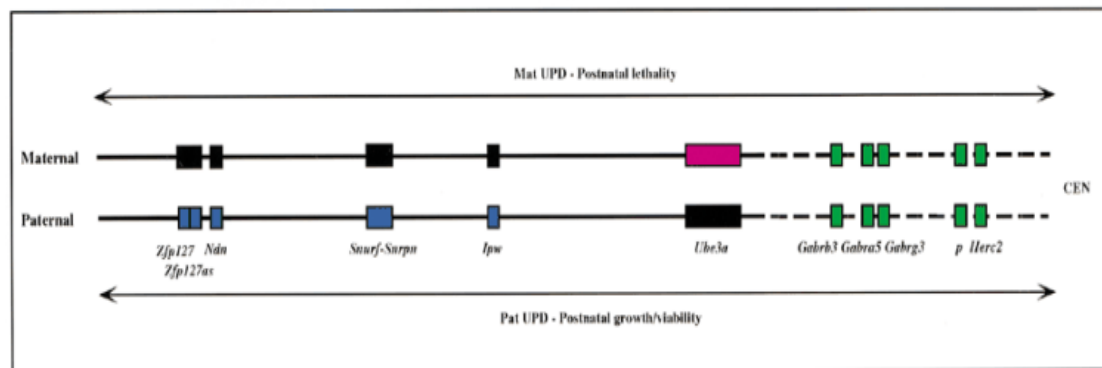 Mat UPD - Postnatal lethality
Maternal
CEN
Paternal
Zfp127 Ndn Snurf-Snrpn Ipw Ube3a Gabrb3 Gabra5 Gabrg3 p Herc2
Zfp127as
Pat UPD - Postnatal growth/viability